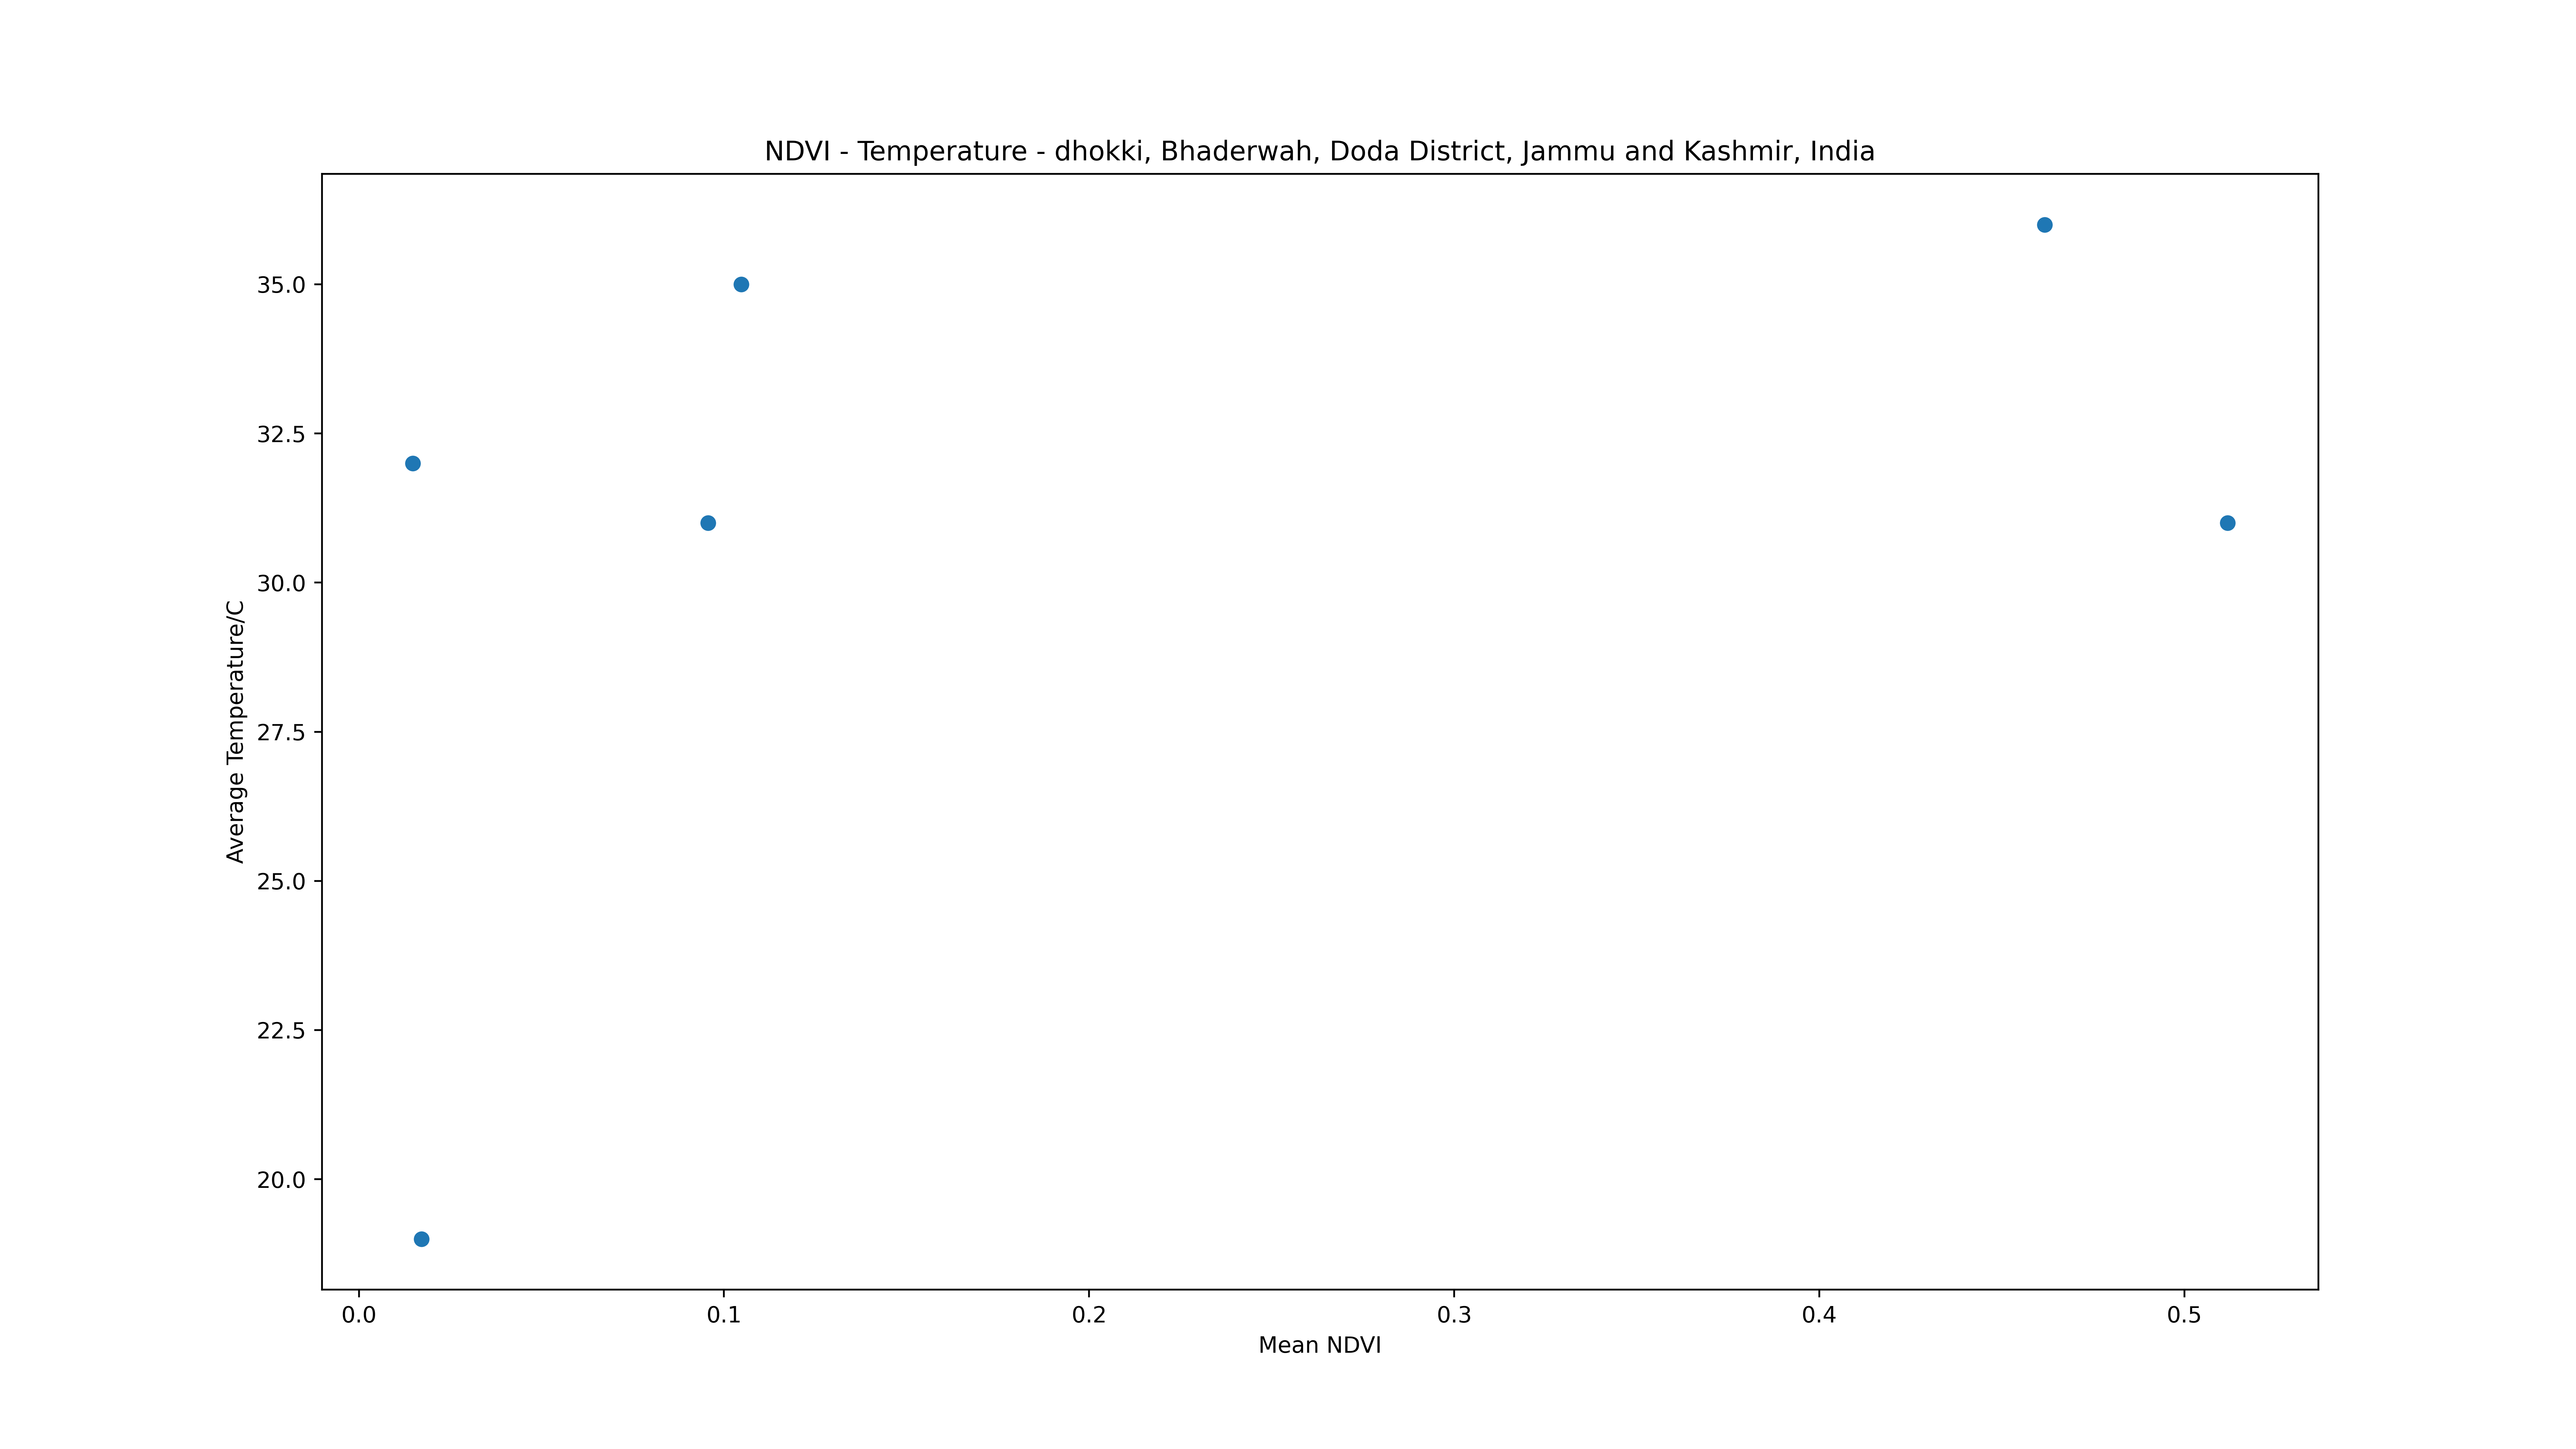 NDVI - Temperature - dhokki, Bhaderwah, Doda District, Jammu and Kashmir, India
35.0
32.5
30.0
27.5
25.0
22.5
20.0
Average Temperature/C
0.0 0.1 0.2 0.3 0.4 0.5
Mean NDVI